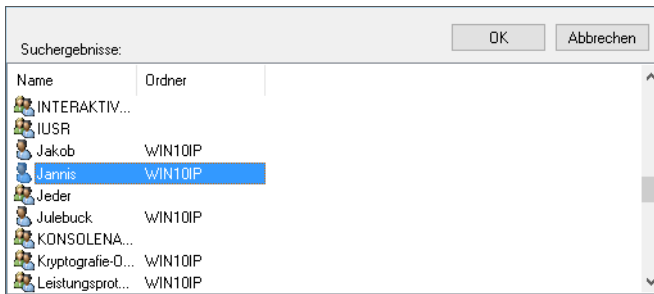 OK Abbrechen
Suchergebnisse:
Name Ordner
INTERAKTIV...
IUSR
Jakob WIN10IP
Jannis WIN10IP
Jeder
Julebuck WIN10IP
KONSOLENA...
Kryptografie-O... WIN10IP
Leistungsprot... WIN10IP